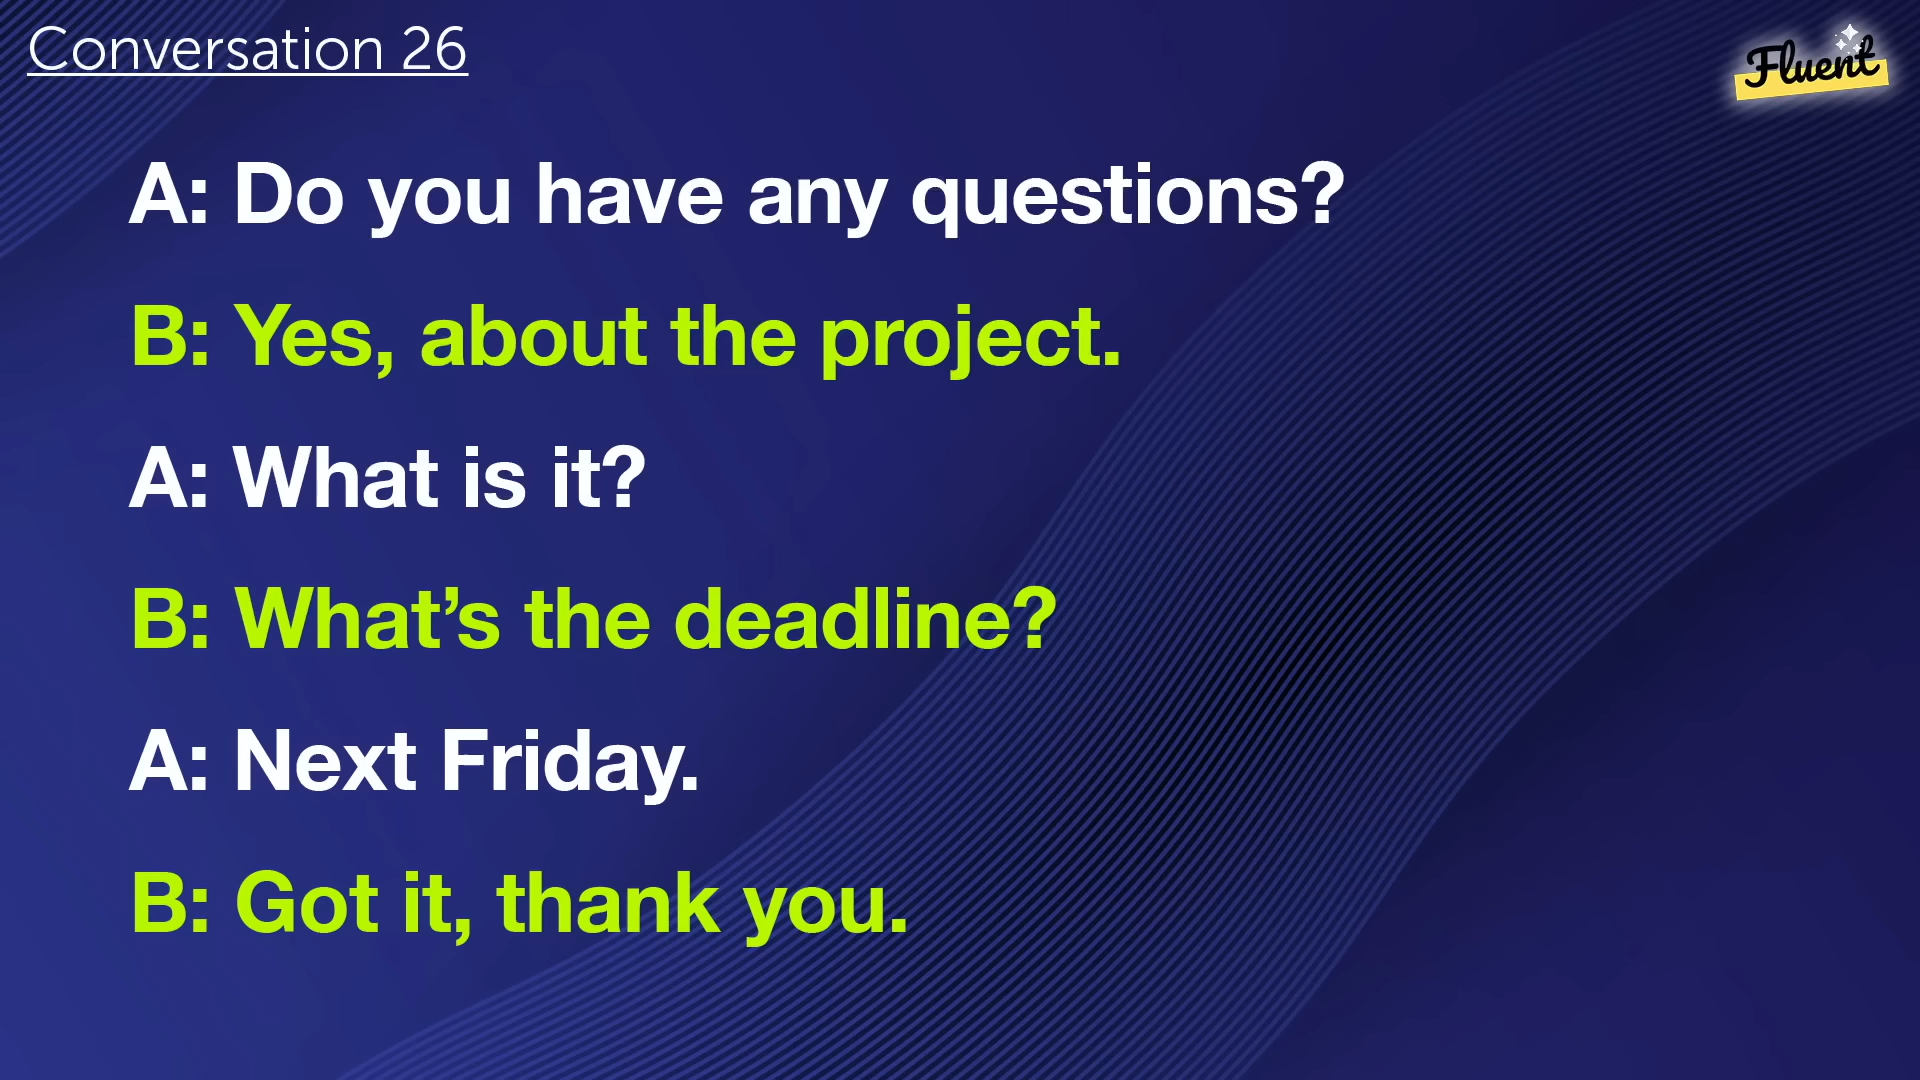 Conversation 26
Fluent
A: Do you have any questions?
B: Yes, about the project.
A: What is it?
B: What’s the deadline?
A: Next Friday.
B: Got it, thank you.